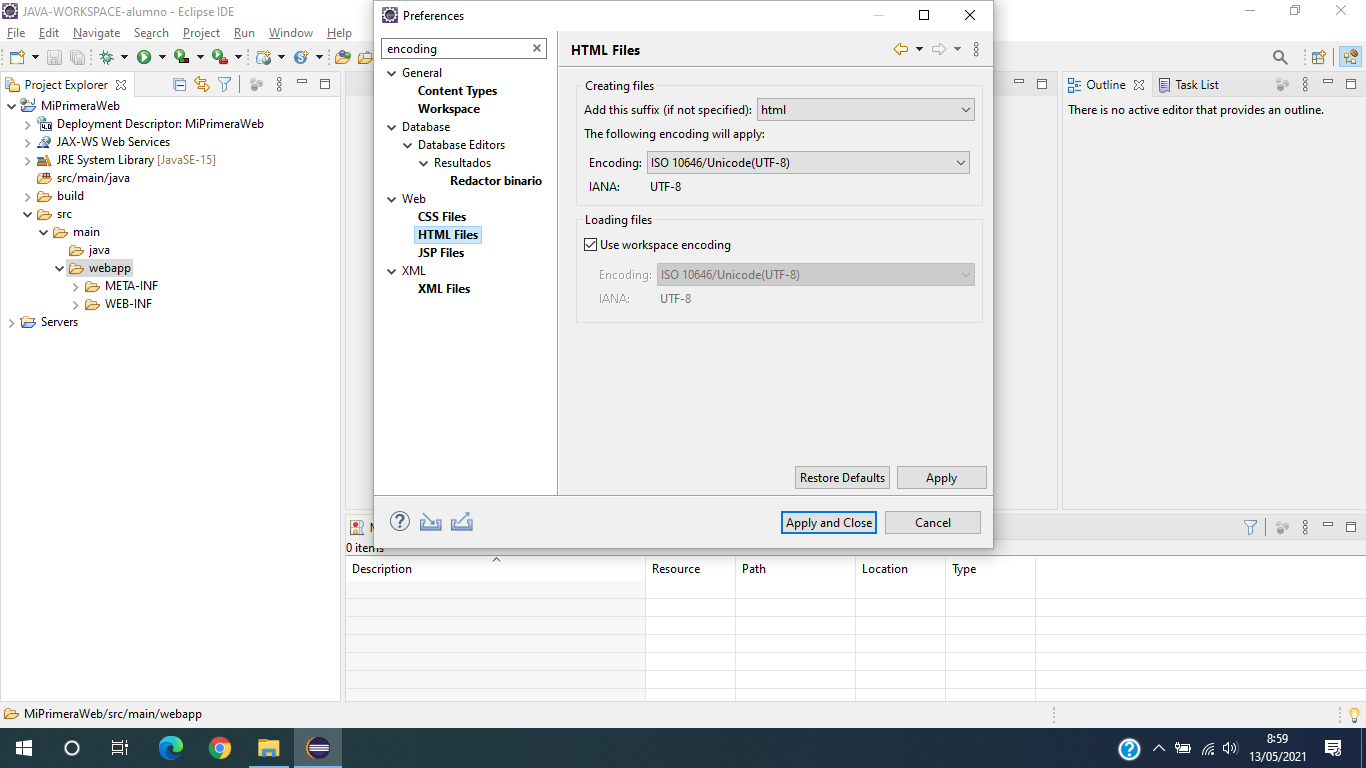 JAVA-WORKSPACE-alumno - Eclipse IDE
File Edit Navigate Search Project Run Window Help
Project Explorer
MiPrimeraWeb
Deployment Descriptor: MiPrimeraWeb
JAX-WS Web Services
JRE System Library [JavaSE-15]
src/main/java
build
src
main
java
webapp
META-INF
WEB-INF
Servers
Preferences
encoding
General
Content Types
Workspace
Database
Database Editors
Resultados
Redactor binario
Web
CSS Files
HTML Files
JSP Files
XML
XML Files
HTML Files
Creating files
Add this suffix (if not specified): html
The following encoding will apply:
Encoding: ISO 10646/Unicode(UTF-8)
IANA: UTF-8
Loading files
Use workspace encoding
Encoding: ISO 10646/Unicode(UTF-8)
IANA: UTF-8
Restore Defaults Apply
? Apply and Close Cancel
Outline Task List
There is no active editor that provides an outline.
0 items
Description Resource Path Location Type
MiPrimeraWeb/src/main/webapp
8:59
13/05/2021